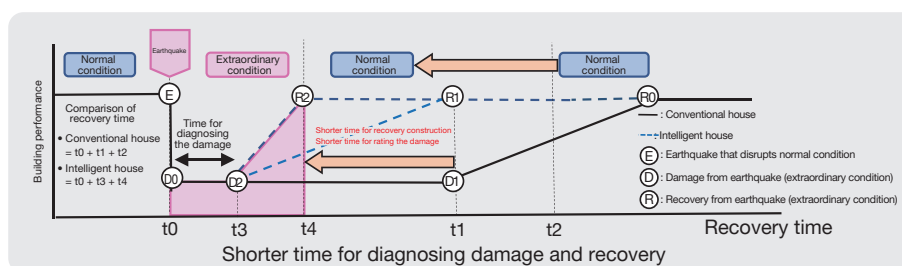 Earthquake
Normal
condition
Extraordinary
condition
Normal
condition
Normal
condition
Building perfomance
E
R2
R1
R0
Comparison of
recovery time
• Conventional house
= t0 + t1 + t2
• Intelligent house
= t0 + t3 + t4
Time for
diagnosing
the damage
Shorter time for recovery construction
Shorter time for rating the damage
D0
D2
D1
: Conventional house
: Intelligent house
E : Earthquake that disrupts normal condition
D : Damage from earthquake (extraordinary condition)
R : Recovery from earthquake (extraordinary condition)
t0
t3
t4
t1
t2
Recovery time
Shorter time for diagnosing damage and recovery